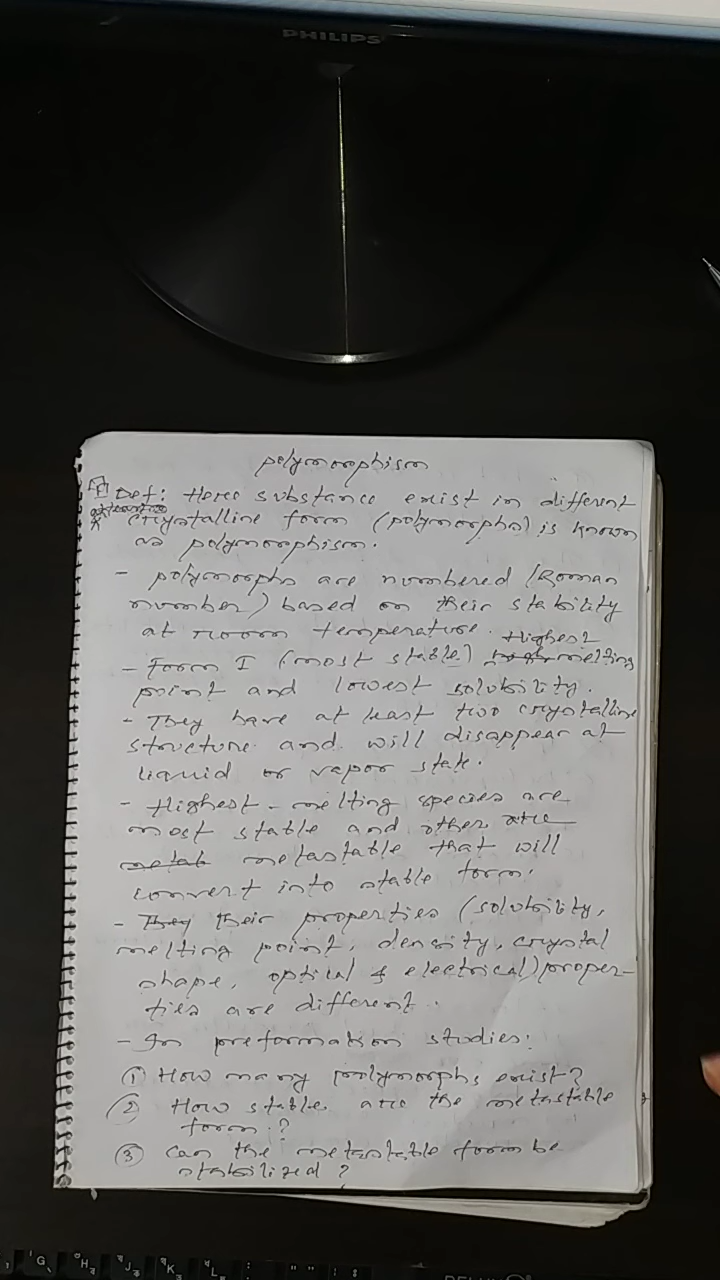 PHILIPS
polymorphism
Def: Here substance exist in different
crystalline form (polymorphs) is known
as polymorphism.
- polymorphs are numbered (Roman
number) based on their stability
at room temperature. Highest
- Form I (most stable) melting
point and lowest solubility.
- They have at least two crystalline
structure and will disappear at
liquid or vapor state.
- Highest-melting species are
most stable and other are
metastable that will
convert into stable form.
- They their properties (solubility,
melting point, density, crystal
shape, optical & electrical) proper-
ties are different.
- In preformation studies:
① How many polymorphs exist?
② How stable are the metastable
form?
③ Can the metastable form be
stabilized?
G H J K L : " "